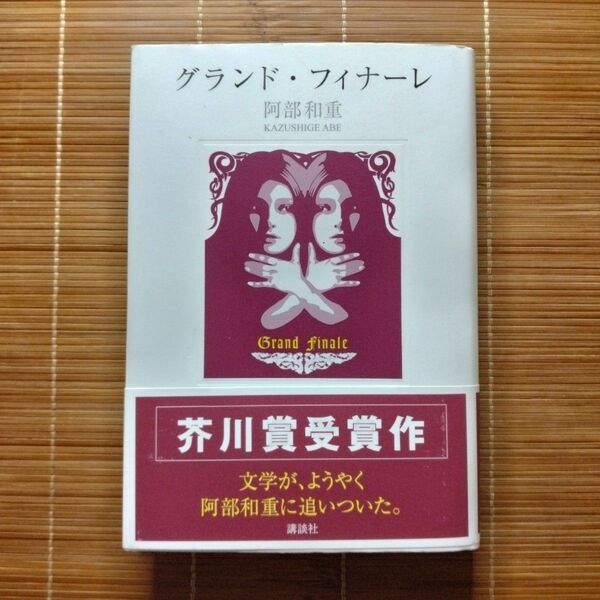 グランド・フィナーレ
阿部和重
KAZUSHIGE ABE
Grand Finale
芥川賞受賞作
文学が、ようやく
阿部和重に追いついた。
講談社